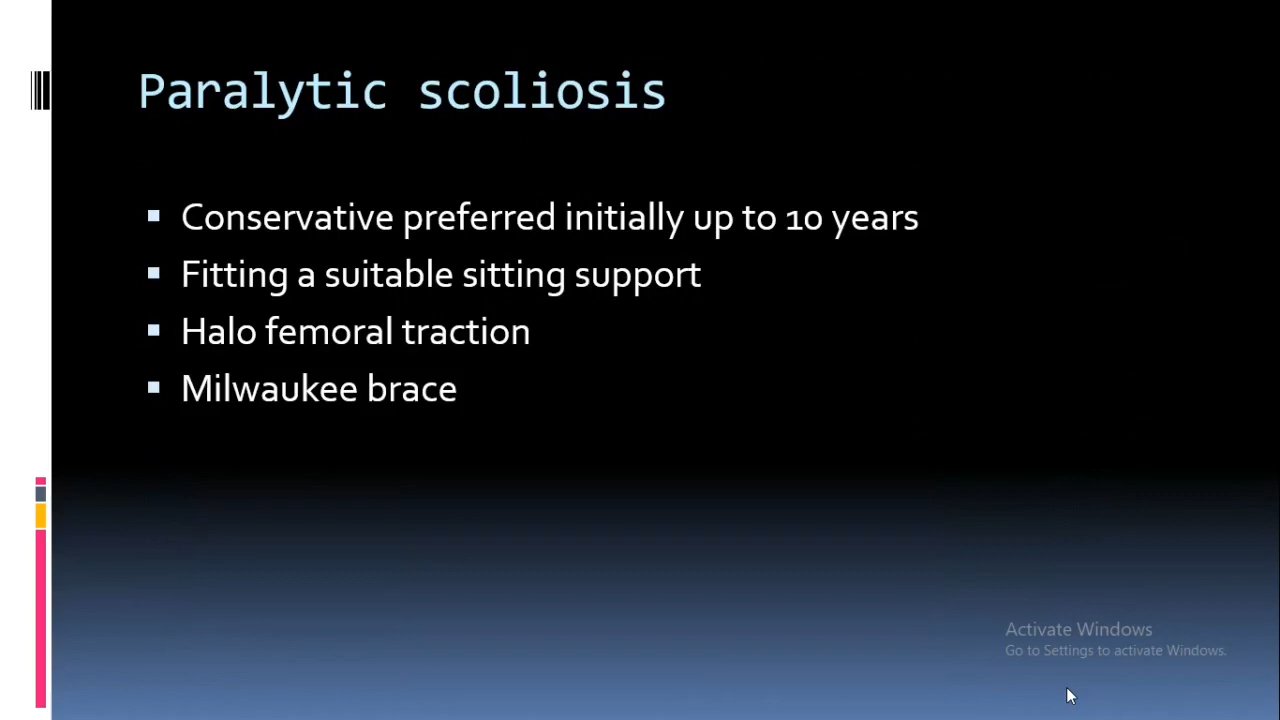 Paralytic scoliosis
Conservative preferred initially up to 10 years
Fitting a suitable sitting support
Halo femoral traction
Milwaukee brace
Activate Windows
Go to Settings to activate Windows.